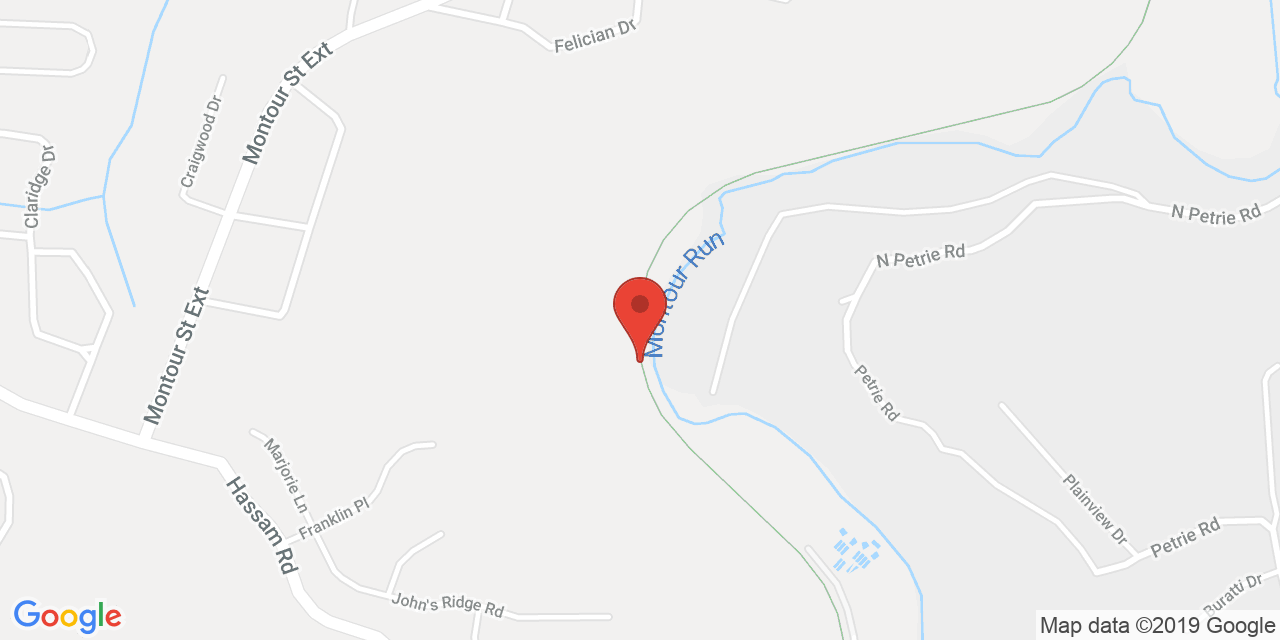 Felician Dr
Montour St Ext
Craigwood Dr
Claridge Dr
N Petrie Rd
N Petrie Rd
Montour Run
Montour St Ext
Petrie Rd
Marjorie Ln
Franklin Pl
Hassam Rd
Plainview Dr
Petrie Rd
John's Ridge Rd
Buratti Dr
Google
Map data ©2019 Google